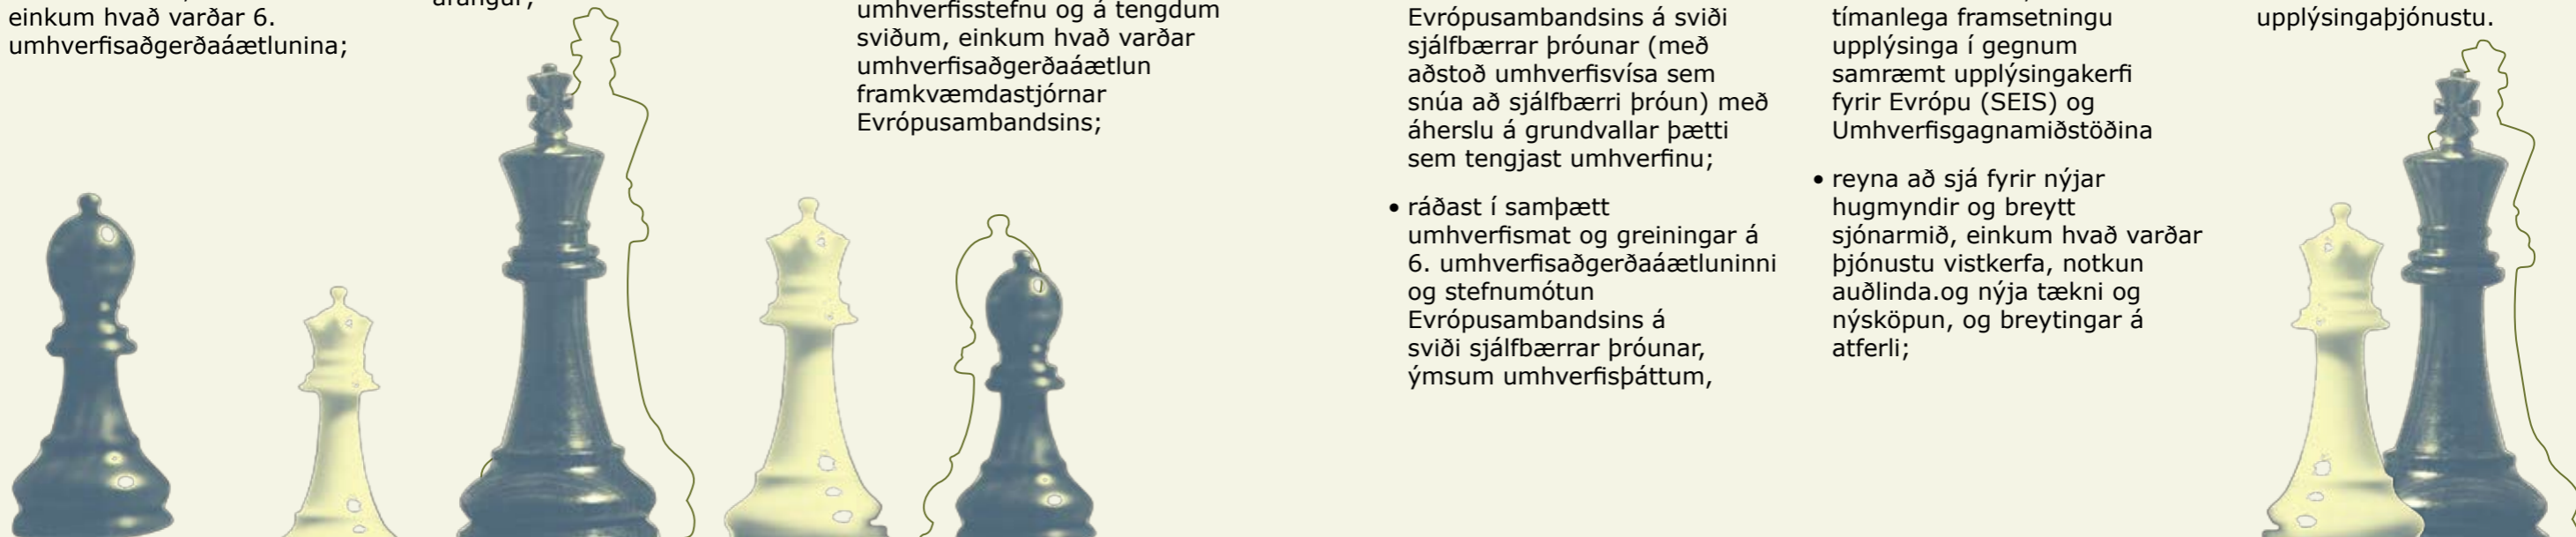 einkum hvað varðar 6.
umhverfisaðgerðaáætlunina;
árangur;
umhverfisstefnu og á tengdum
sviðum, einkum hvað varðar
umhverfisaðgerðaáætlun
framkvæmdastjórnar
Evrópusambandsins;
Evrópusambandsins á sviði
sjálfbærrar þróunar (með
aðstoð umhverfisvísa sem
snúa að sjálfbærri þróun) með
áherslu á grundvallar þætti
sem tengjast umhverfinu;
• ráðast í samþætt
umhverfismat og greiningar á
6. umhverfisaðgerðaáætluninni
og stefnumótun
Evrópusambandsins á
sviði sjálfbærrar þróunar,
ýmsum umhverfisþáttum,
tímanlega framsetningu
upplýsinga í gegnum
samræmt upplýsingakerfi
fyrir Evrópu (SEIS) og
Umhverfisgagnamiðstöðina
• reyna að sjá fyrir nýjar
hugmyndir og breytt
sjónarmið, einkum hvað varðar
þjónustu vistkerfa, notkun
auðlinda.og nýja tækni og
nýsköpun, og breytingar á
atferli;
upplýsingaþjónustu.